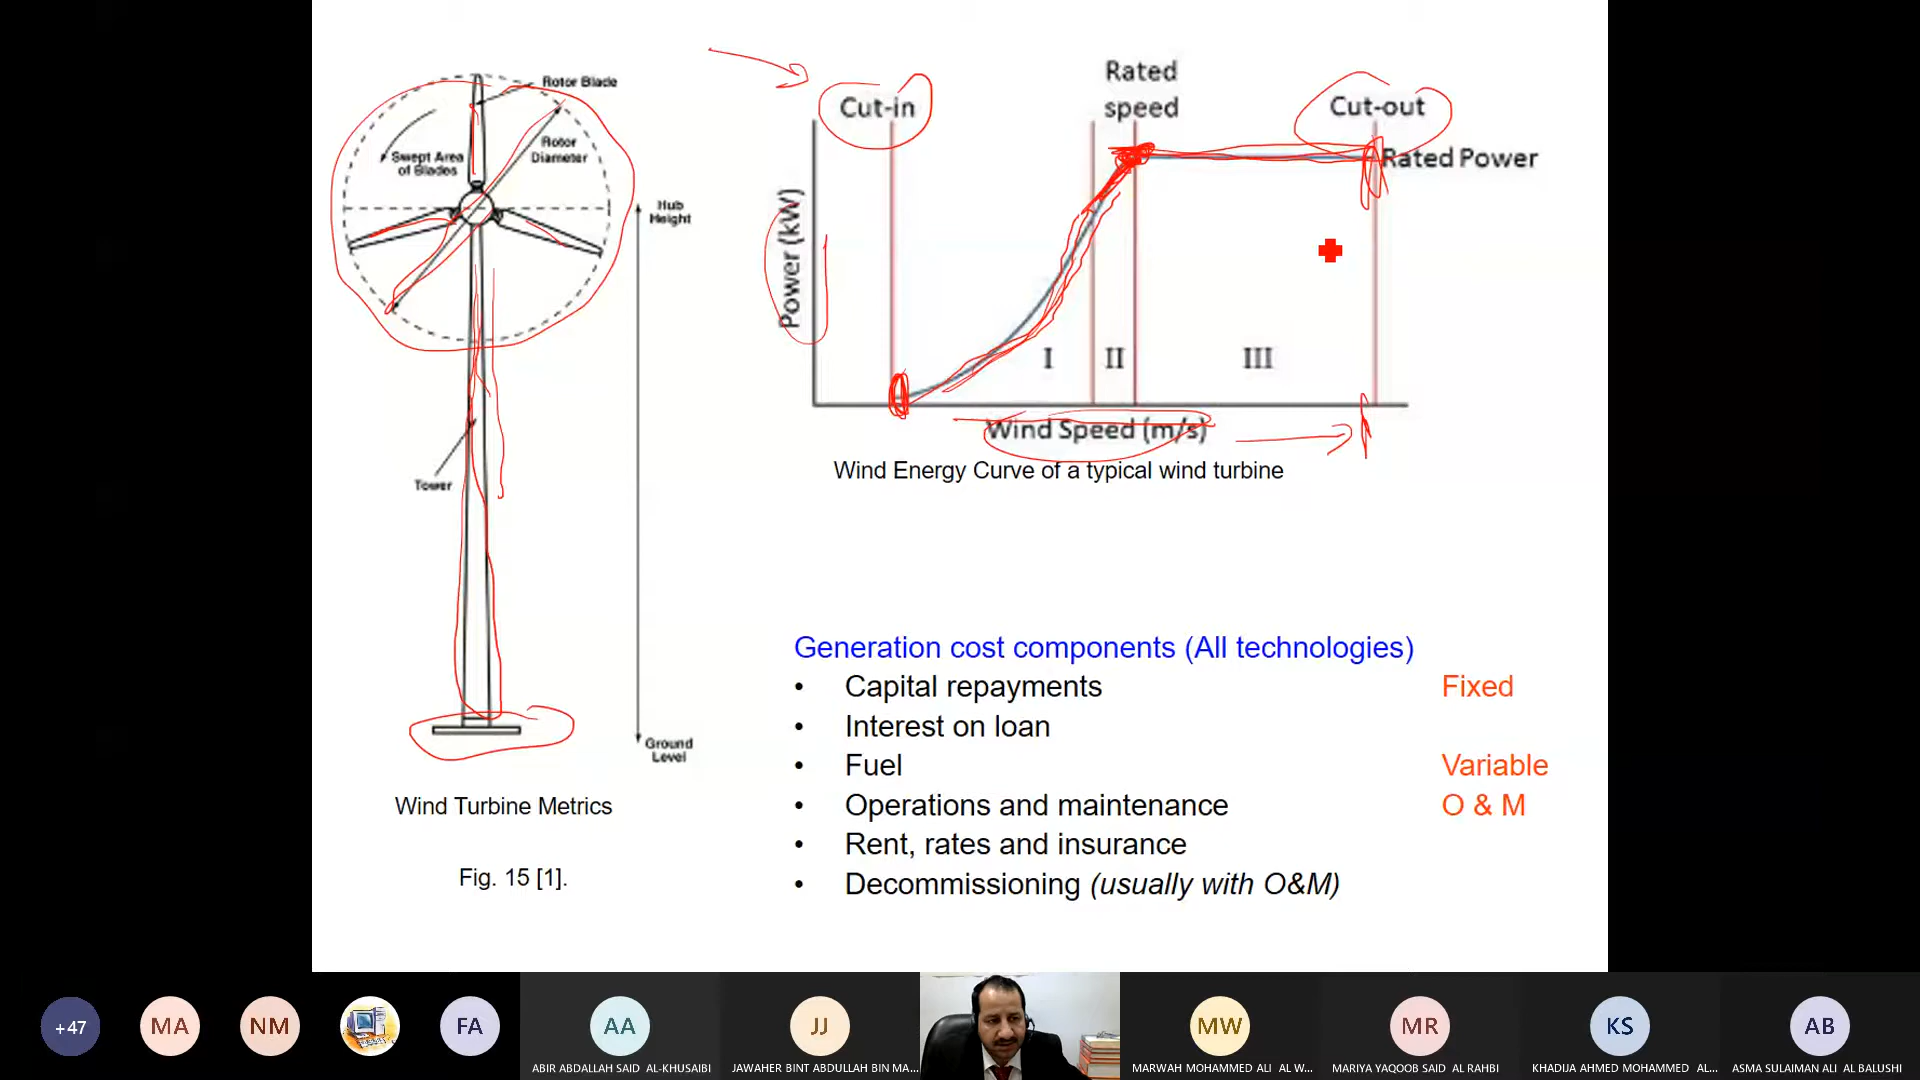 Rotor Blade
Rotor
Diameter
Swept Area
of Blades
Hub
Height
Tower
Ground
Level
Wind Turbine Metrics
Fig. 15 [1].
Cut-in
Rated
speed
Cut-out
Rated Power
Power (kW)
I
II
III
Wind Speed (m/s)
Wind Energy Curve of a typical wind turbine
Generation cost components (All technologies)
• Capital repayments Fixed
• Interest on loan
• Fuel Variable
• Operations and maintenance O & M
• Rent, rates and insurance
• Decommissioning (usually with O&M)
+47
MA
NM
FA
AA
JJ
MW
MR
KS
AB
ABIR ABDALLAH SAID AL-KHUSAIBI
JAWAHER BINT ABDULLAH BIN MA...
MARWAH MOHAMMED ALI AL W...
MARIYA YAQOOB SAID AL RAHBI
KHADIJA AHMED MOHAMMED AL...
ASMA SULAIMAN ALI AL BALUSHI